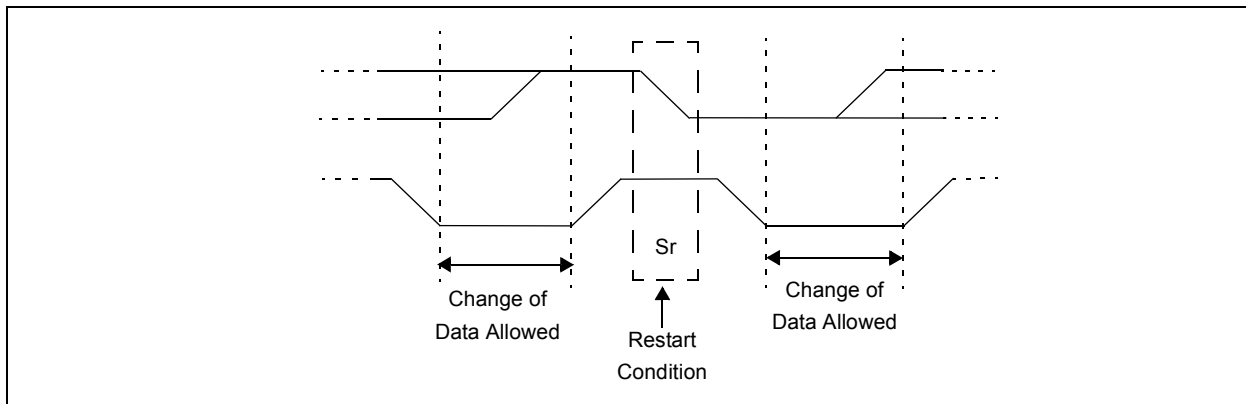 Sr
Change of
Data Allowed
Restart
Condition
Change of
Data Allowed